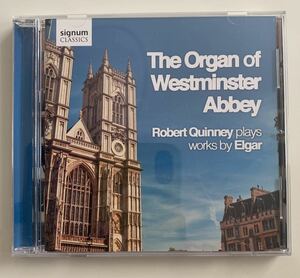 signum
CLASSICS
The Organ of
Westminster
Abbey
Robert Quinney plays
works by Elgar